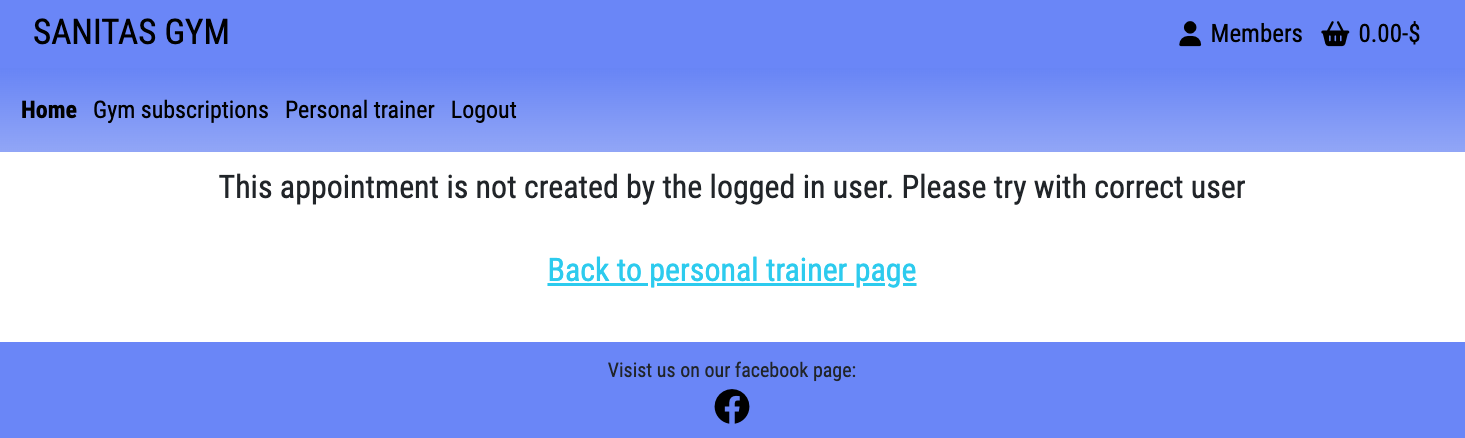 SANITAS GYM
Members 0.00-$
Home Gym subscriptions Personal trainer Logout
This appointment is not created by the logged in user. Please try with correct user
Back to personal trainer page
Visist us on our facebook page: